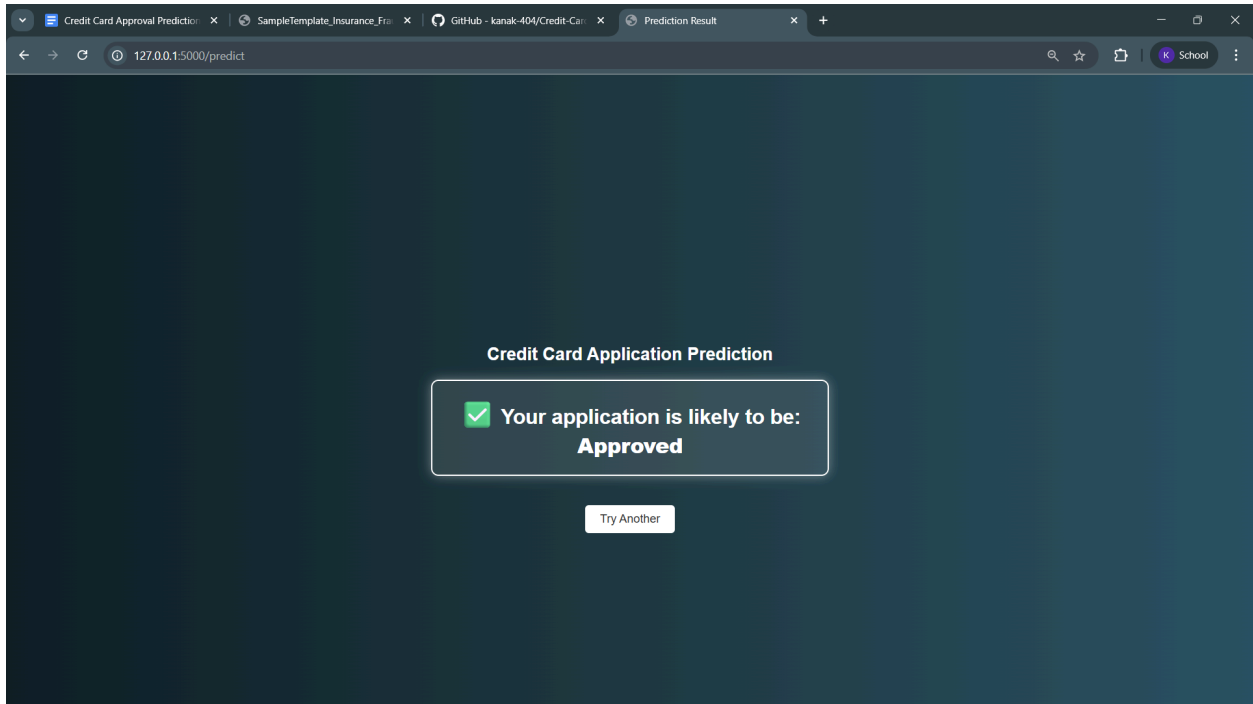 Credit Card Approval Prediction
SampleTemplate_Insurance_Fra
GitHub - kanak-404/Credit-Car
Prediction Result
127.0.0.1:5000/predict
K
School
Credit Card Application Prediction
Your application is likely to be:
Approved
Try Another